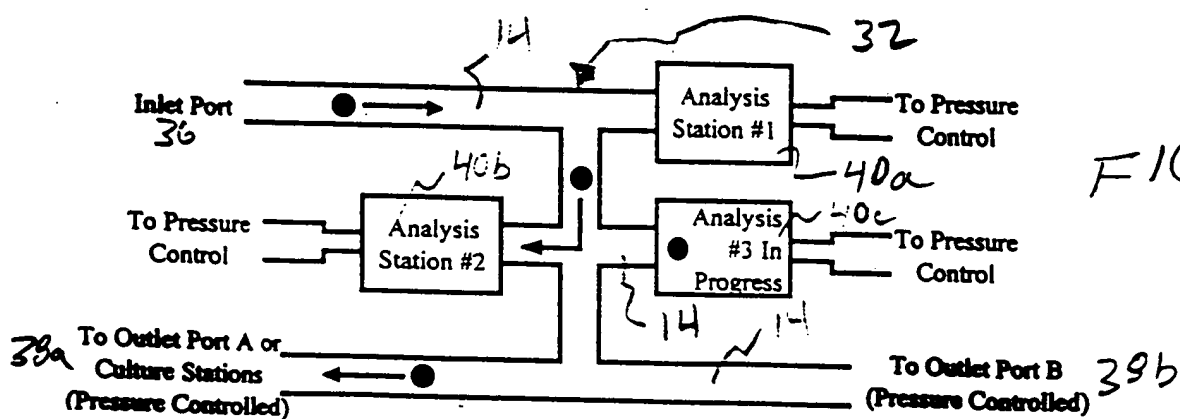 14
32
Inlet Port
36
Analysis
Station #1
To Pressure
Control
40a
FIG
40b
To Pressure
Control
Analysis
Station #2
Analysis
#3 In
Progress
40c
To Pressure
Control
14
14
38a
To Outlet Port A or
Culture Stations
(Pressure Controlled)
To Outlet Port B
(Pressure Controlled)
38b